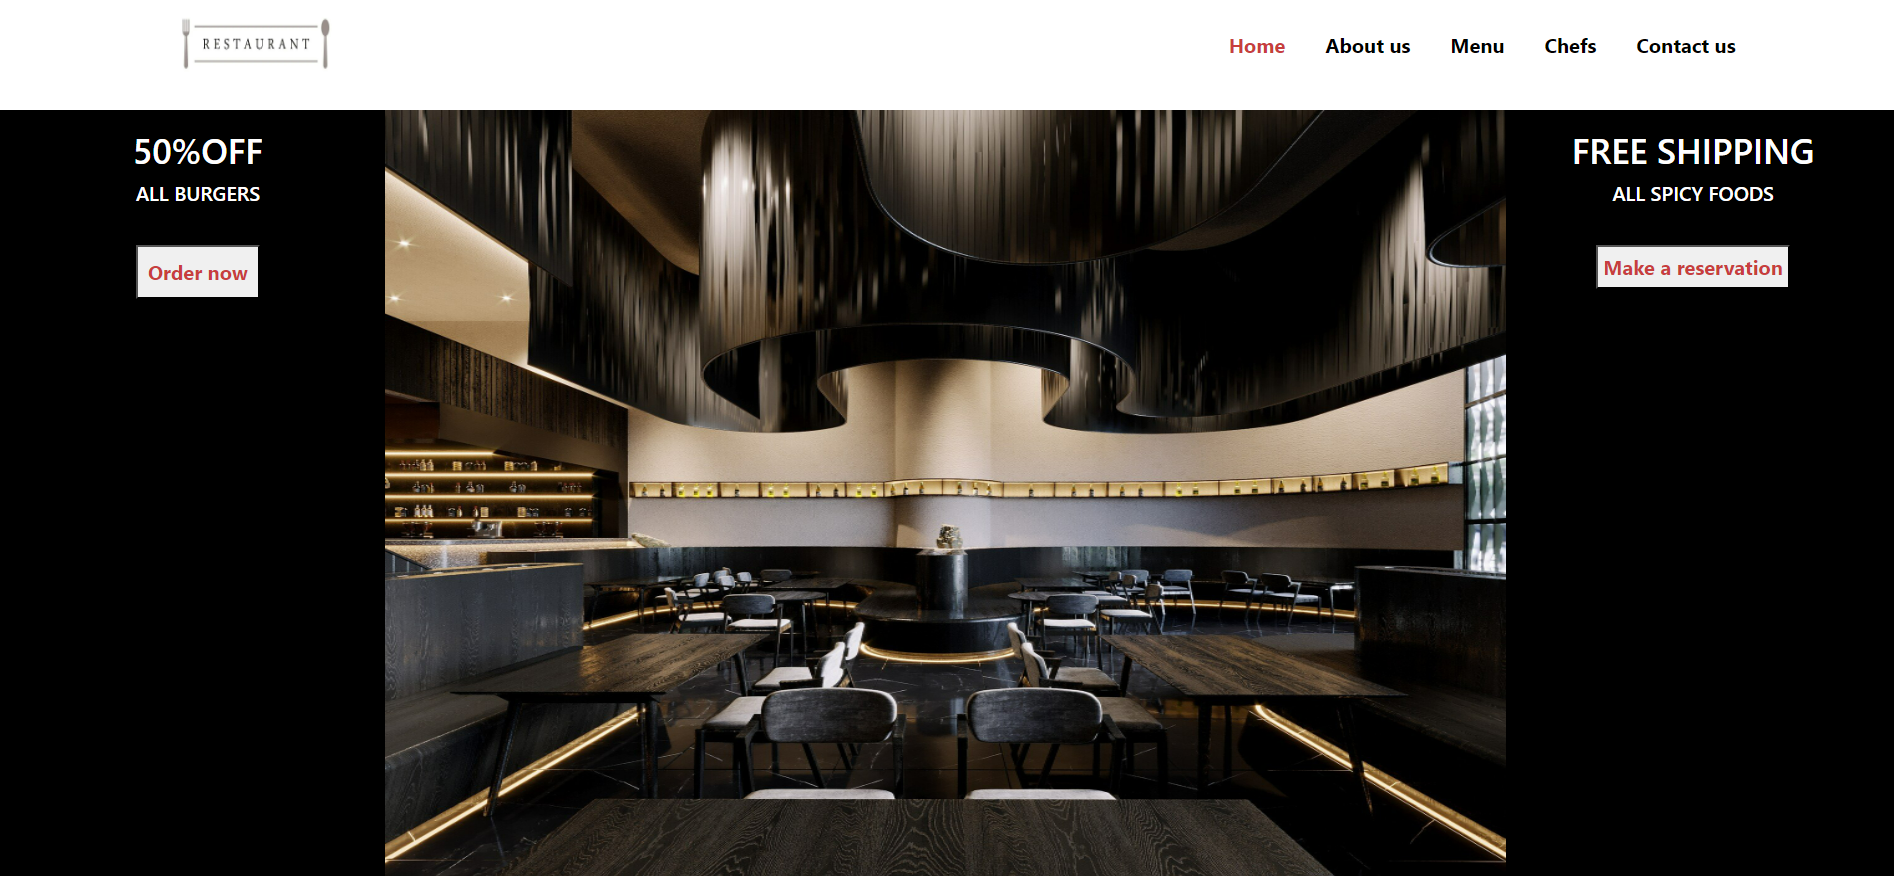 RESTAURANT
Home About us Menu Chefs Contact us
50%OFF
ALL BURGERS
Order now
FREE SHIPPING
ALL SPICY FOODS
Make a reservation